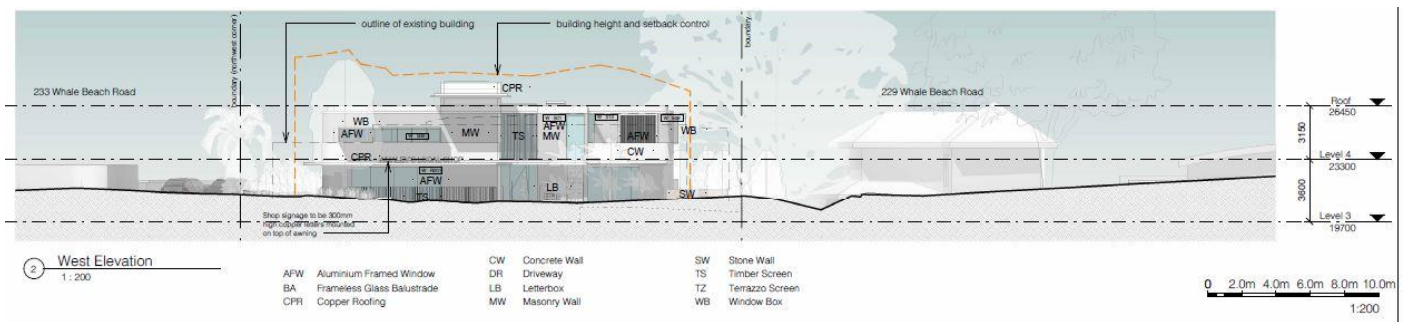 outline of existing building
building height and setback control
boundary (northwest corner)
boundary
233 Whale Beach Road
229 Whale Beach Road
CPR
Roof
26450
WB
AFW
MW
TS
AFW
MW
AFW
WB
3150
CPR
CW
Level 4
23300
AFW
LB
TS
SW
3600
Shop signage to be 300mm
high copper letters mounted
on top of awning
Level 3
19700
2
West Elevation
1 : 200
AFW Aluminium Framed Window
BA Frameless Glass Balustrade
CPR Copper Roofing
CW Concrete Wall
DR Driveway
LB Letterbox
MW Masonry Wall
SW Stone Wall
TS Timber Screen
TZ Terrazzo Screen
WB Window Box
0 2.0m 4.0m 6.0m 8.0m 10.0m
1:200